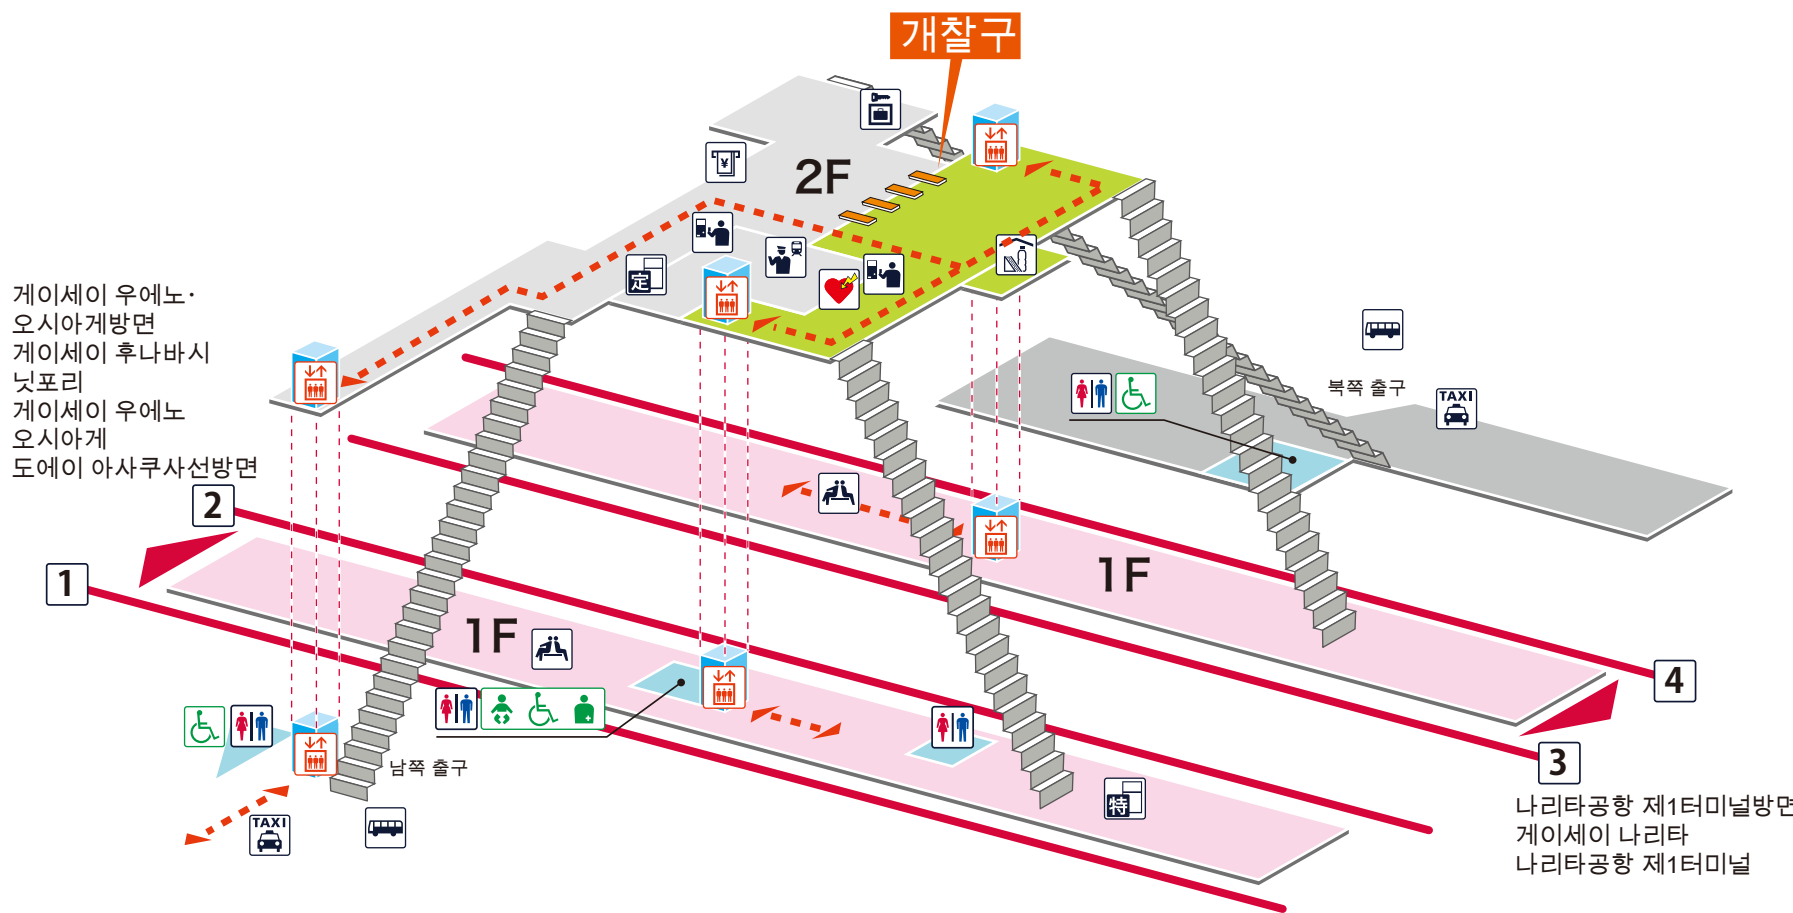 개찰구
2F
¥
定
게이세이 우에노·
오시아게방면
게이세이 후나바시
닛포리
게이세이 우에노
오시아게
도에이 아사쿠사선방면
북쪽 출구
TAXI
2
1
1F
1F
4
3
남쪽 출구
TAXI
特
나리타공항 제1터미널방면
게이세이 나리타
나리타공항 제1터미널